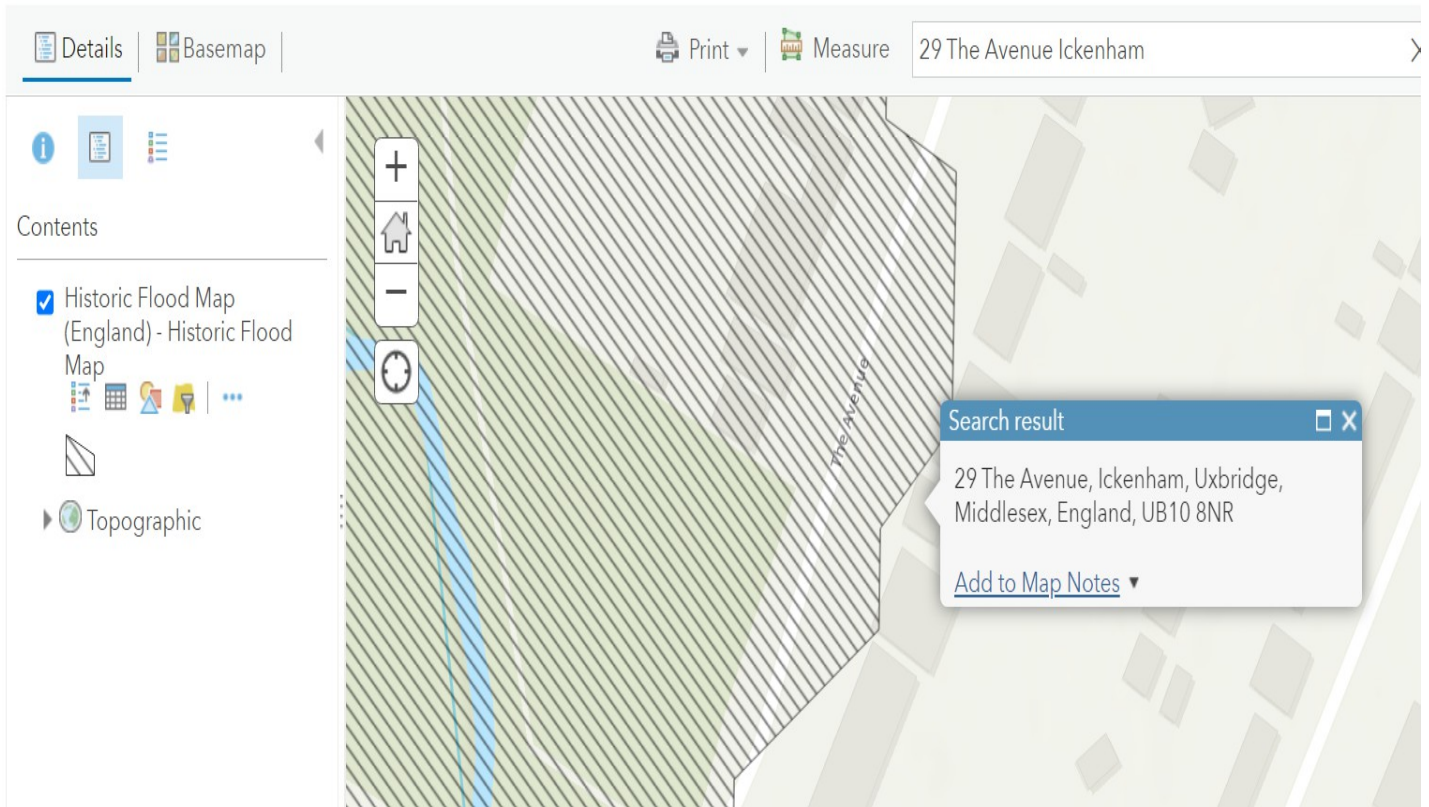 Details
Basemap
Print
Measure
29 The Avenue Ickenham
Contents
Historic Flood Map
(England) - Historic Flood
Map
Topographic
The Avenue
Search result
29 The Avenue, Ickenham, Uxbridge,
Middlesex, England, UB10 8NR
Add to Map Notes